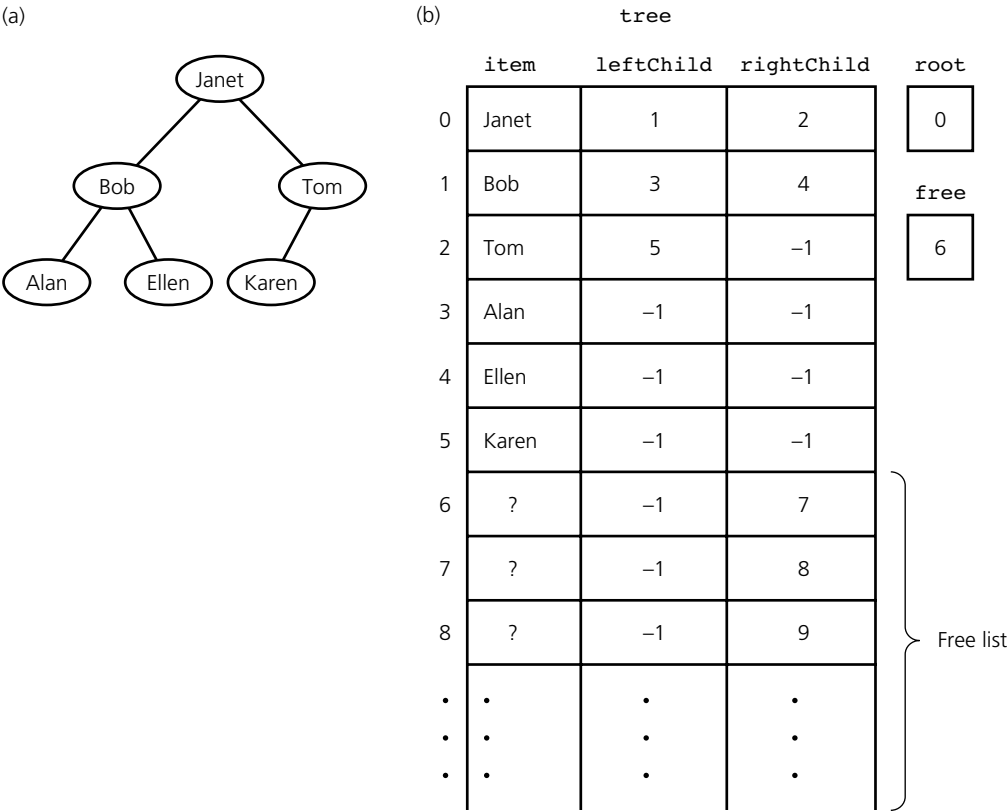 (a)
Janet
Bob Tom
Alan Ellen Karen
(b)
tree
item leftChild rightChild root
0 Janet 1 2 0
1 Bob 3 4
free
2 Tom 5 –1 6
3 Alan –1 –1
4 Ellen –1 –1
5 Karen –1 –1
6 ? –1 7
7 ? –1 8
8 ? –1 9
Free list